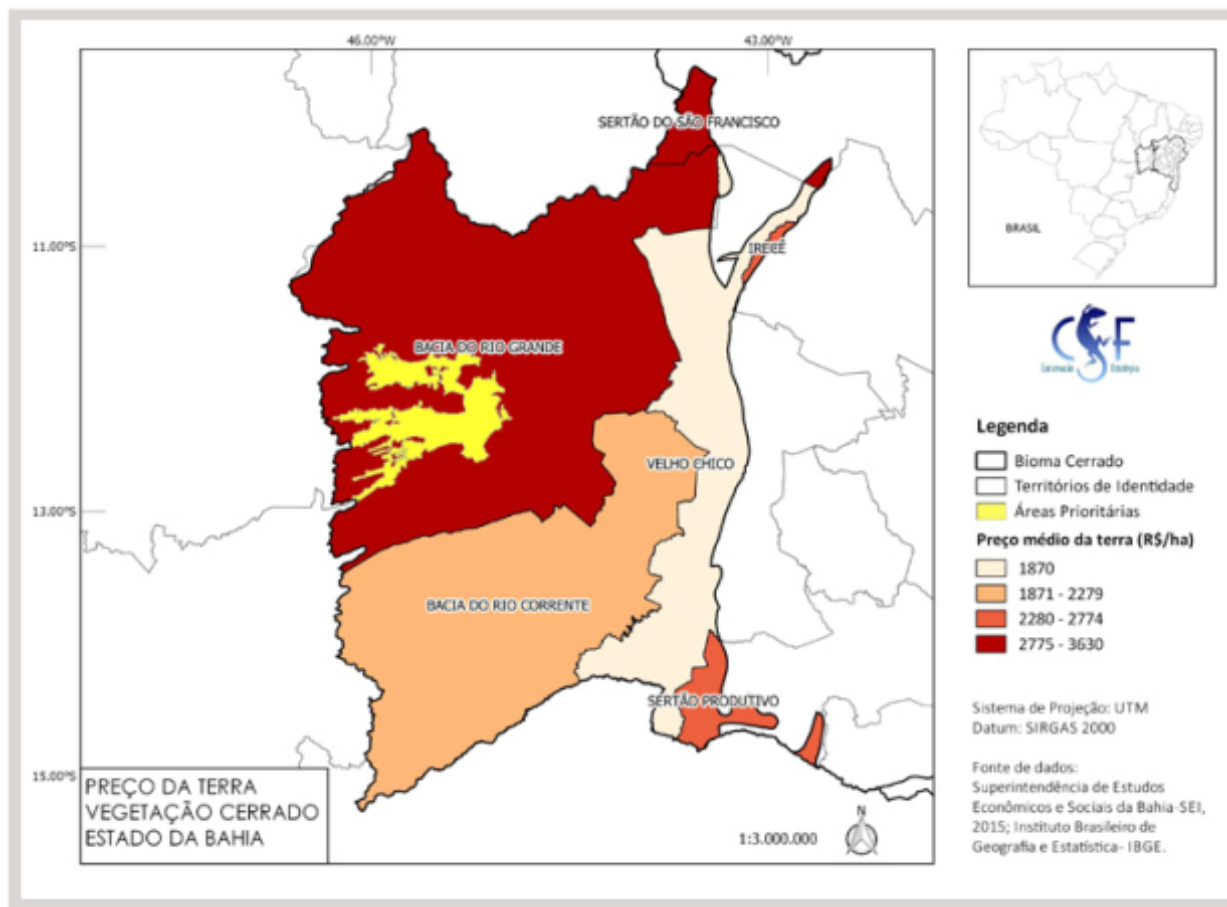 46.00°W
43.00°W
SERTÃO DO SÃO FRANCISCO
11.00°S
IRECÊ
BACIA DO RIO GRANDE
VELHO CHICO
13.00°S
BACIA DO RIO CORRENTE
SERTÃO PRODUTIVO
15.00°S
PREÇO DA TERRA
VEGETAÇÃO CERRADO
ESTADO DA BAHIA
1:3.000.000
N
BRASIL
CSF
Legenda
Bioma Cerrado
Territórios de Identidade
Áreas Prioritárias
Preço médio da terra (R$/ha)
1870
1871 - 2279
2280 - 2774
2775 - 3630
Sistema de Projeção: UTM
Datum: SIRGAS 2000
Fonte de dados:
Superintendência de Estudos
Econômicos e Sociais da Bahia-SEI,
2015; Instituto Brasileiro de
Geografia e Estatística- IBGE.